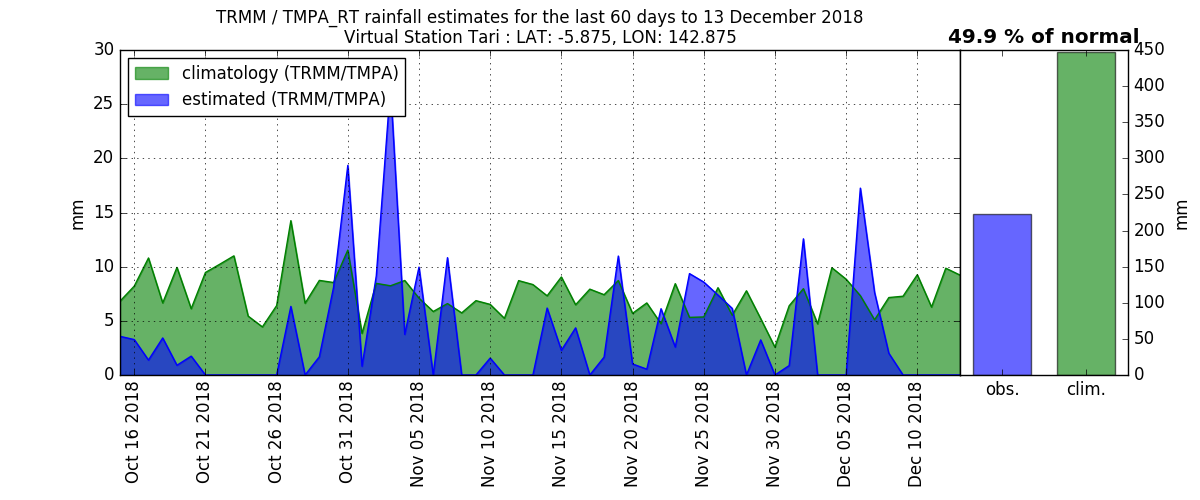 TRMM / TMPA_RT rainfall estimates for the last 60 days to 13 December 2018
Virtual Station Tari : LAT: -5.875, LON: 142.875
49.9 % of normal
climatology (TRMM/TMPA)
estimated (TRMM/TMPA)
30
25
20
15
10
5
0
mm
450
400
350
300
250
200
150
100
50
0
mm
Oct 16 2018
Oct 21 2018
Oct 26 2018
Oct 31 2018
Nov 05 2018
Nov 10 2018
Nov 15 2018
Nov 20 2018
Nov 25 2018
Nov 30 2018
Dec 05 2018
Dec 10 2018
obs.
clim.